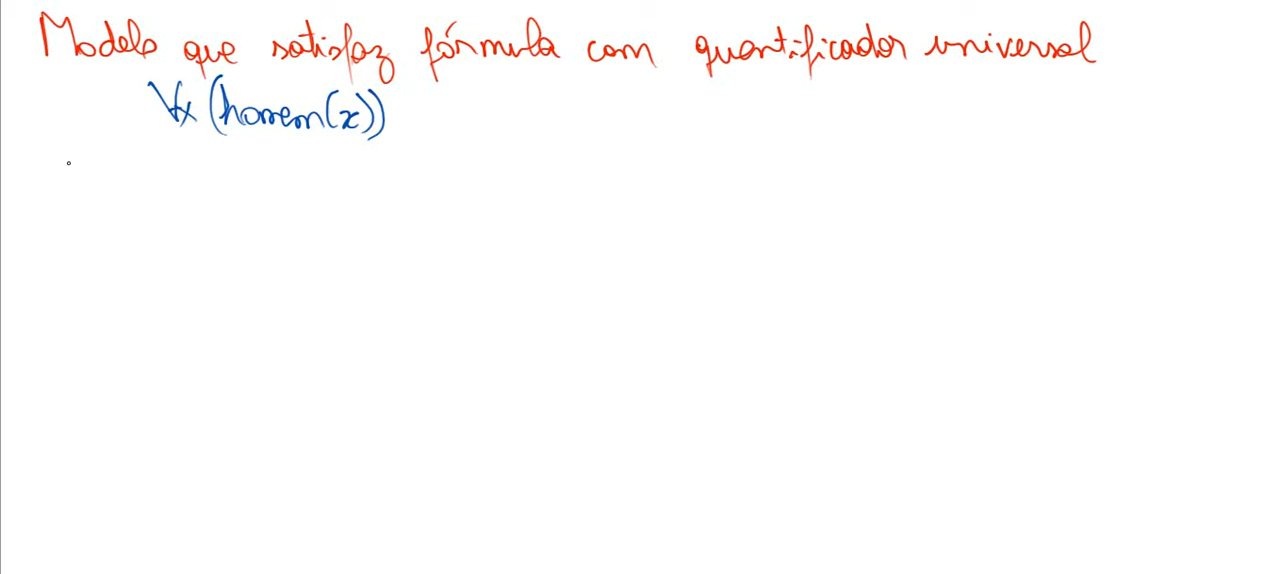 Modelo que satisfaz fórmula com quantificador universal
∀x (homem(x))